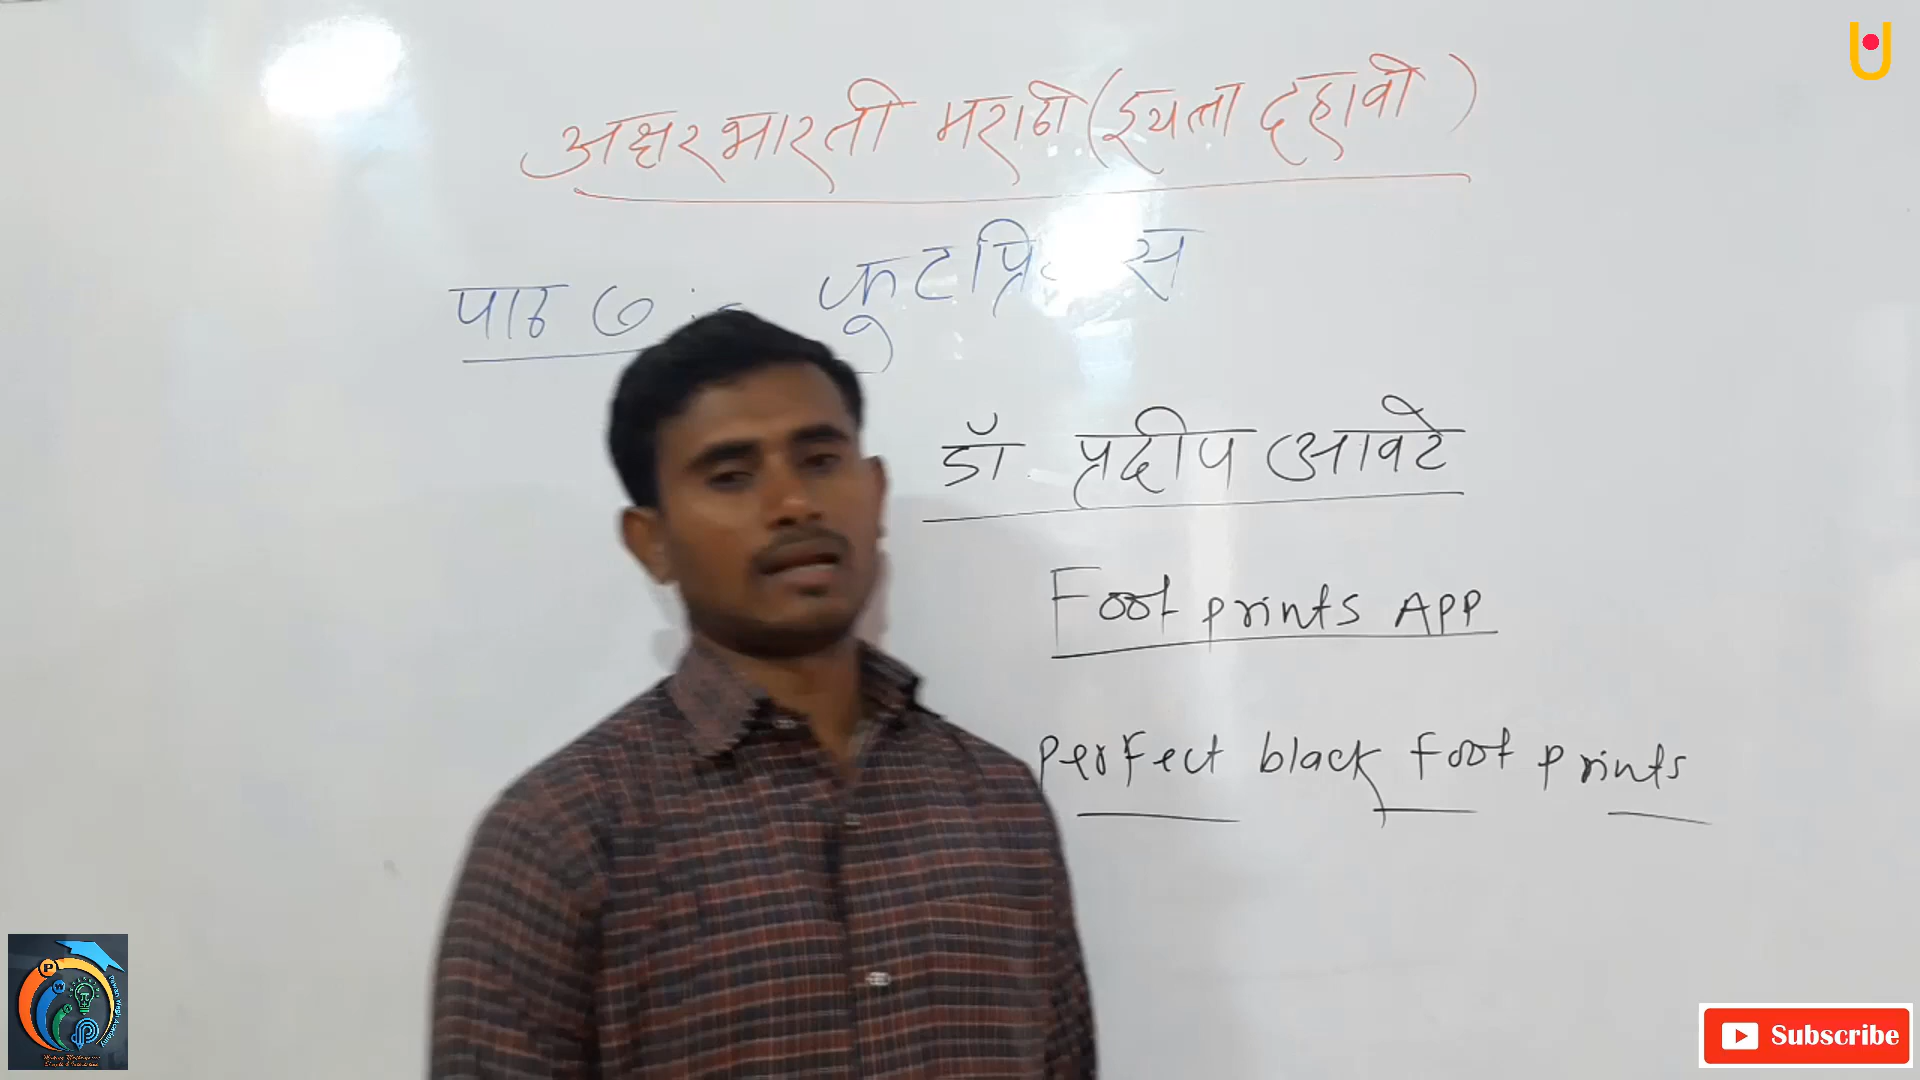 अक्षरभारती मराठी (इयत्ता दहावी)
पाठ ७ :-
डॉ प्रदीप आवटे
Foot prints APP
perfect black foot prints
Subscribe